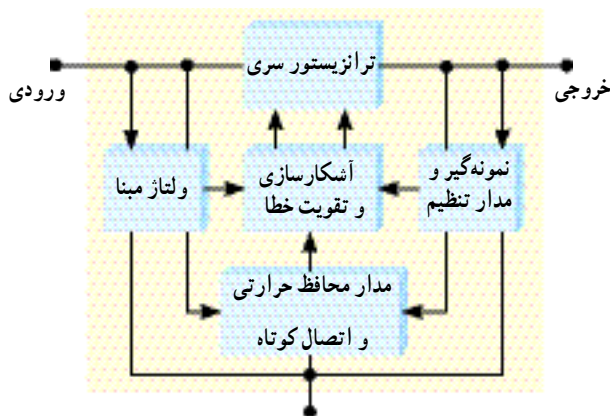 ترانزیستور سری
ورودی
خروجی
ولتاژ مبنا
آشکارسازی
و تقویت خطا
نمونه‌گیر و
مدار تنظیم
مدار محافظ حرارتی
و اتصال کوتاه